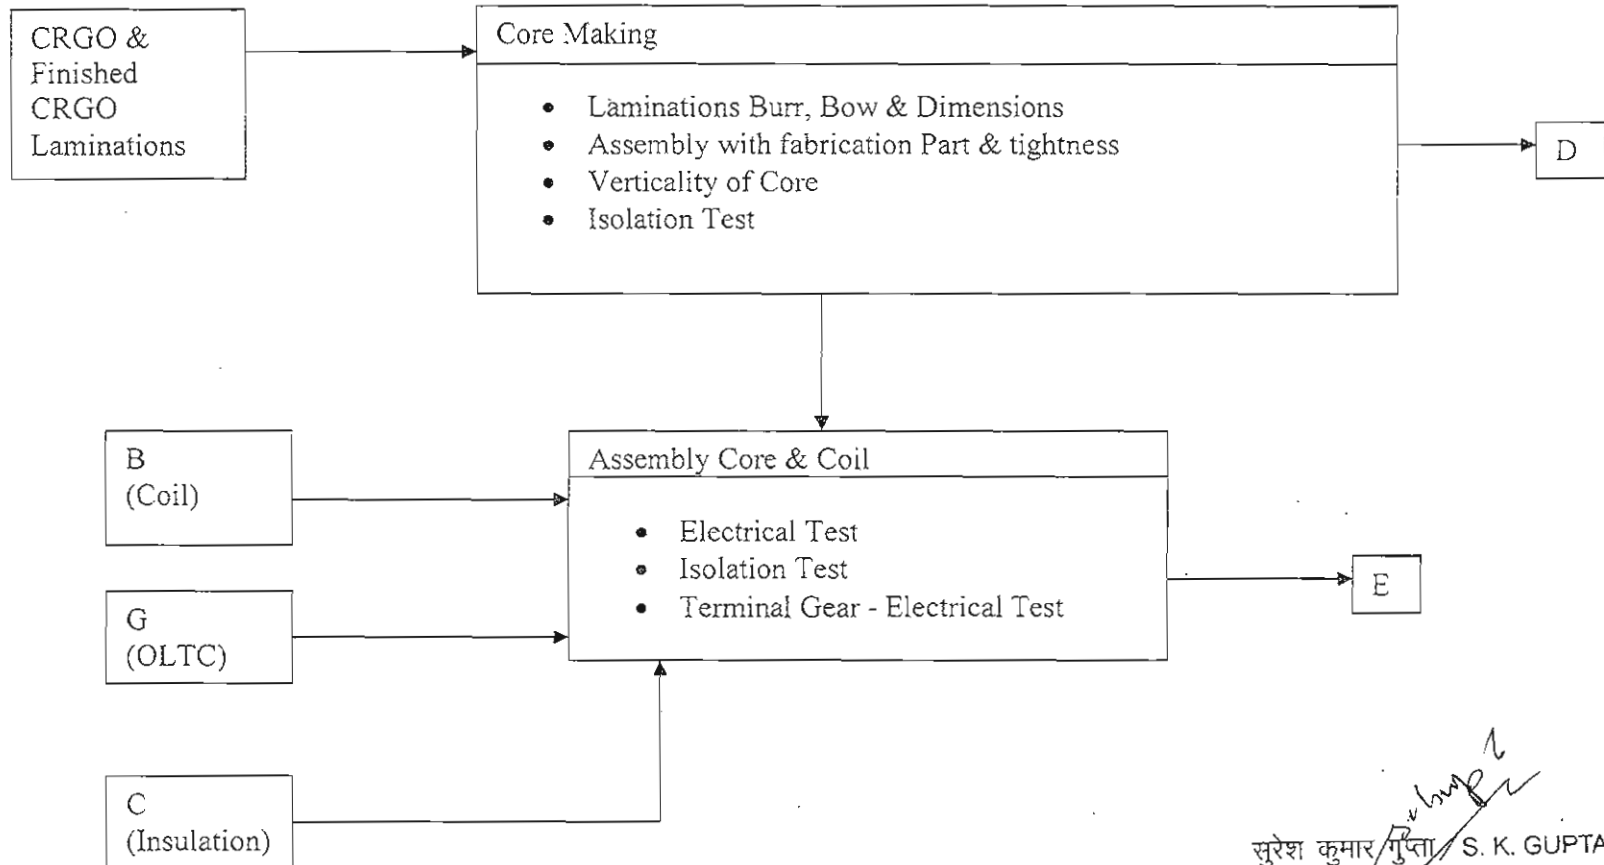 CRGO &
Finished
CRGO
Laminations
Core Making
• Laminations Burr, Bow & Dimensions
• Assembly with fabrication Part & tightness
• Verticality of Core
• Isolation Test
D
B
(Coil)
G
(OLTC)
C
(Insulation)
Assembly Core & Coil
• Electrical Test
• Isolation Test
• Terminal Gear - Electrical Test
E
सुरेश कुमार गुप्ता / S. K. GUPTA